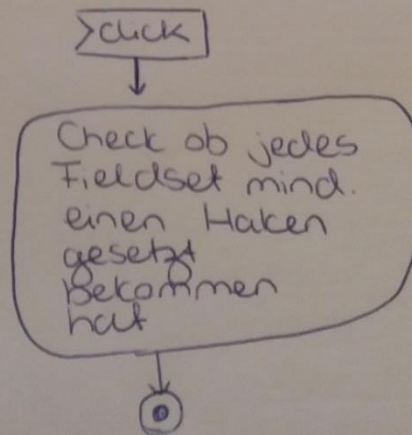 click
Check ob jedes
Fieldset mind.
einen Haken
gesetzt
Bekommen
hat